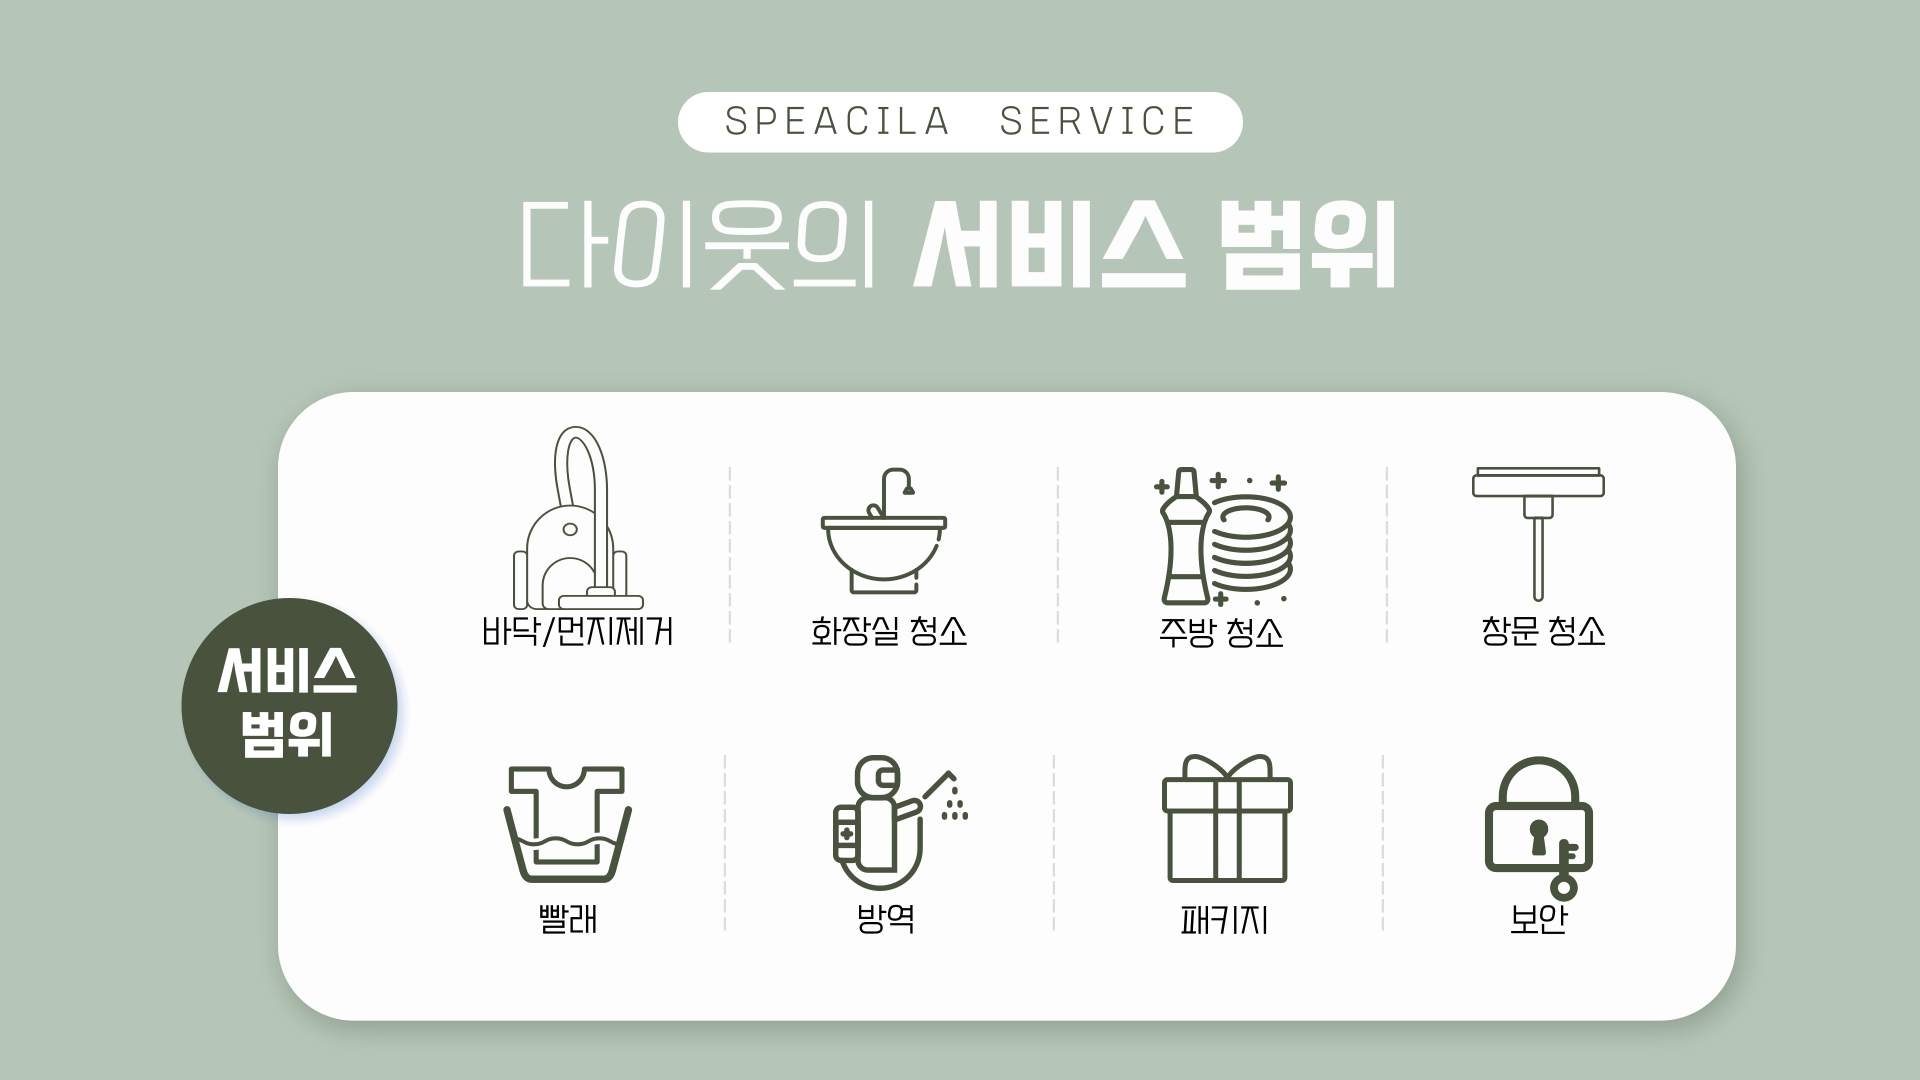 SPEACILA SERVICE
다이웃의 서비스 범위
바닥/먼지제거
화장실 청소
주방 청소
창문 청소
서비스
범위
빨래
방역
패키지
보안